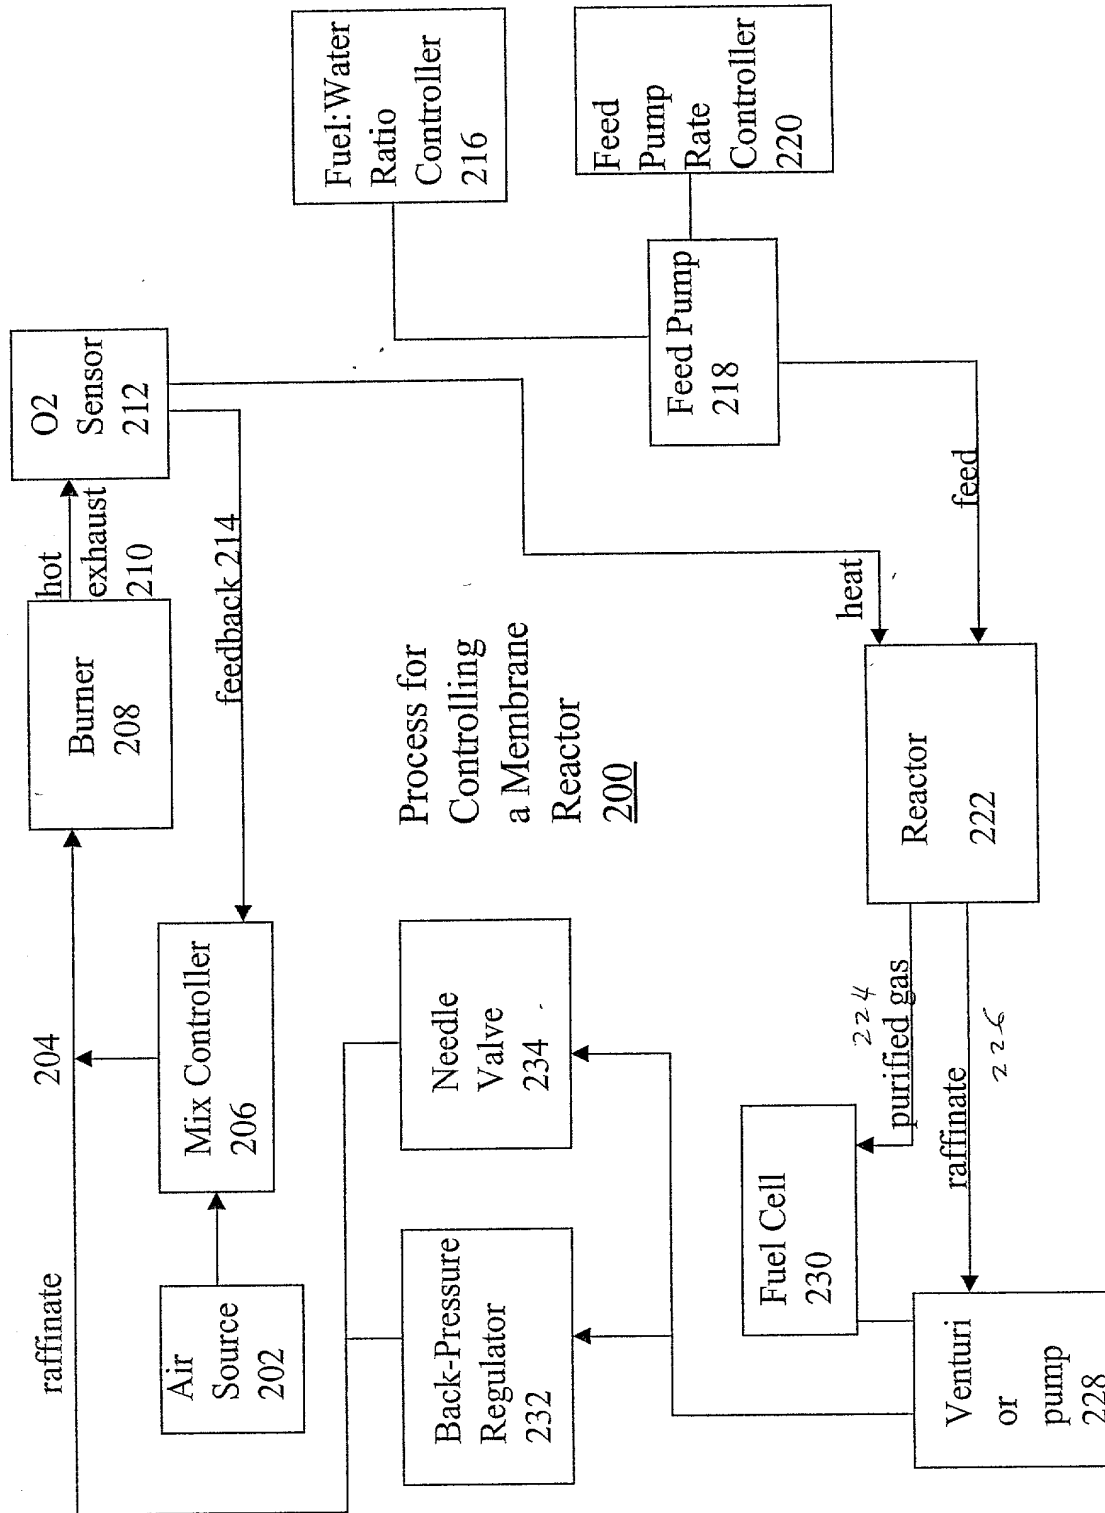 raffinate
204
Air
Source
202
Mix Controller
206
Burner
208
hot
exhaust
210
O2
Sensor
212
feedback 214
Back-Pressure
Regulator
232
Needle
Valve
234
Process for
Controlling
a Membrane
Reactor
200
Fuel:Water
Ratio
Controller
216
Feed
Pump
Rate
Controller
220
Feed Pump
218
heat
feed
Reactor
222
224
purified gas
raffinate
226
Fuel Cell
230
Venturi
or
pump
228